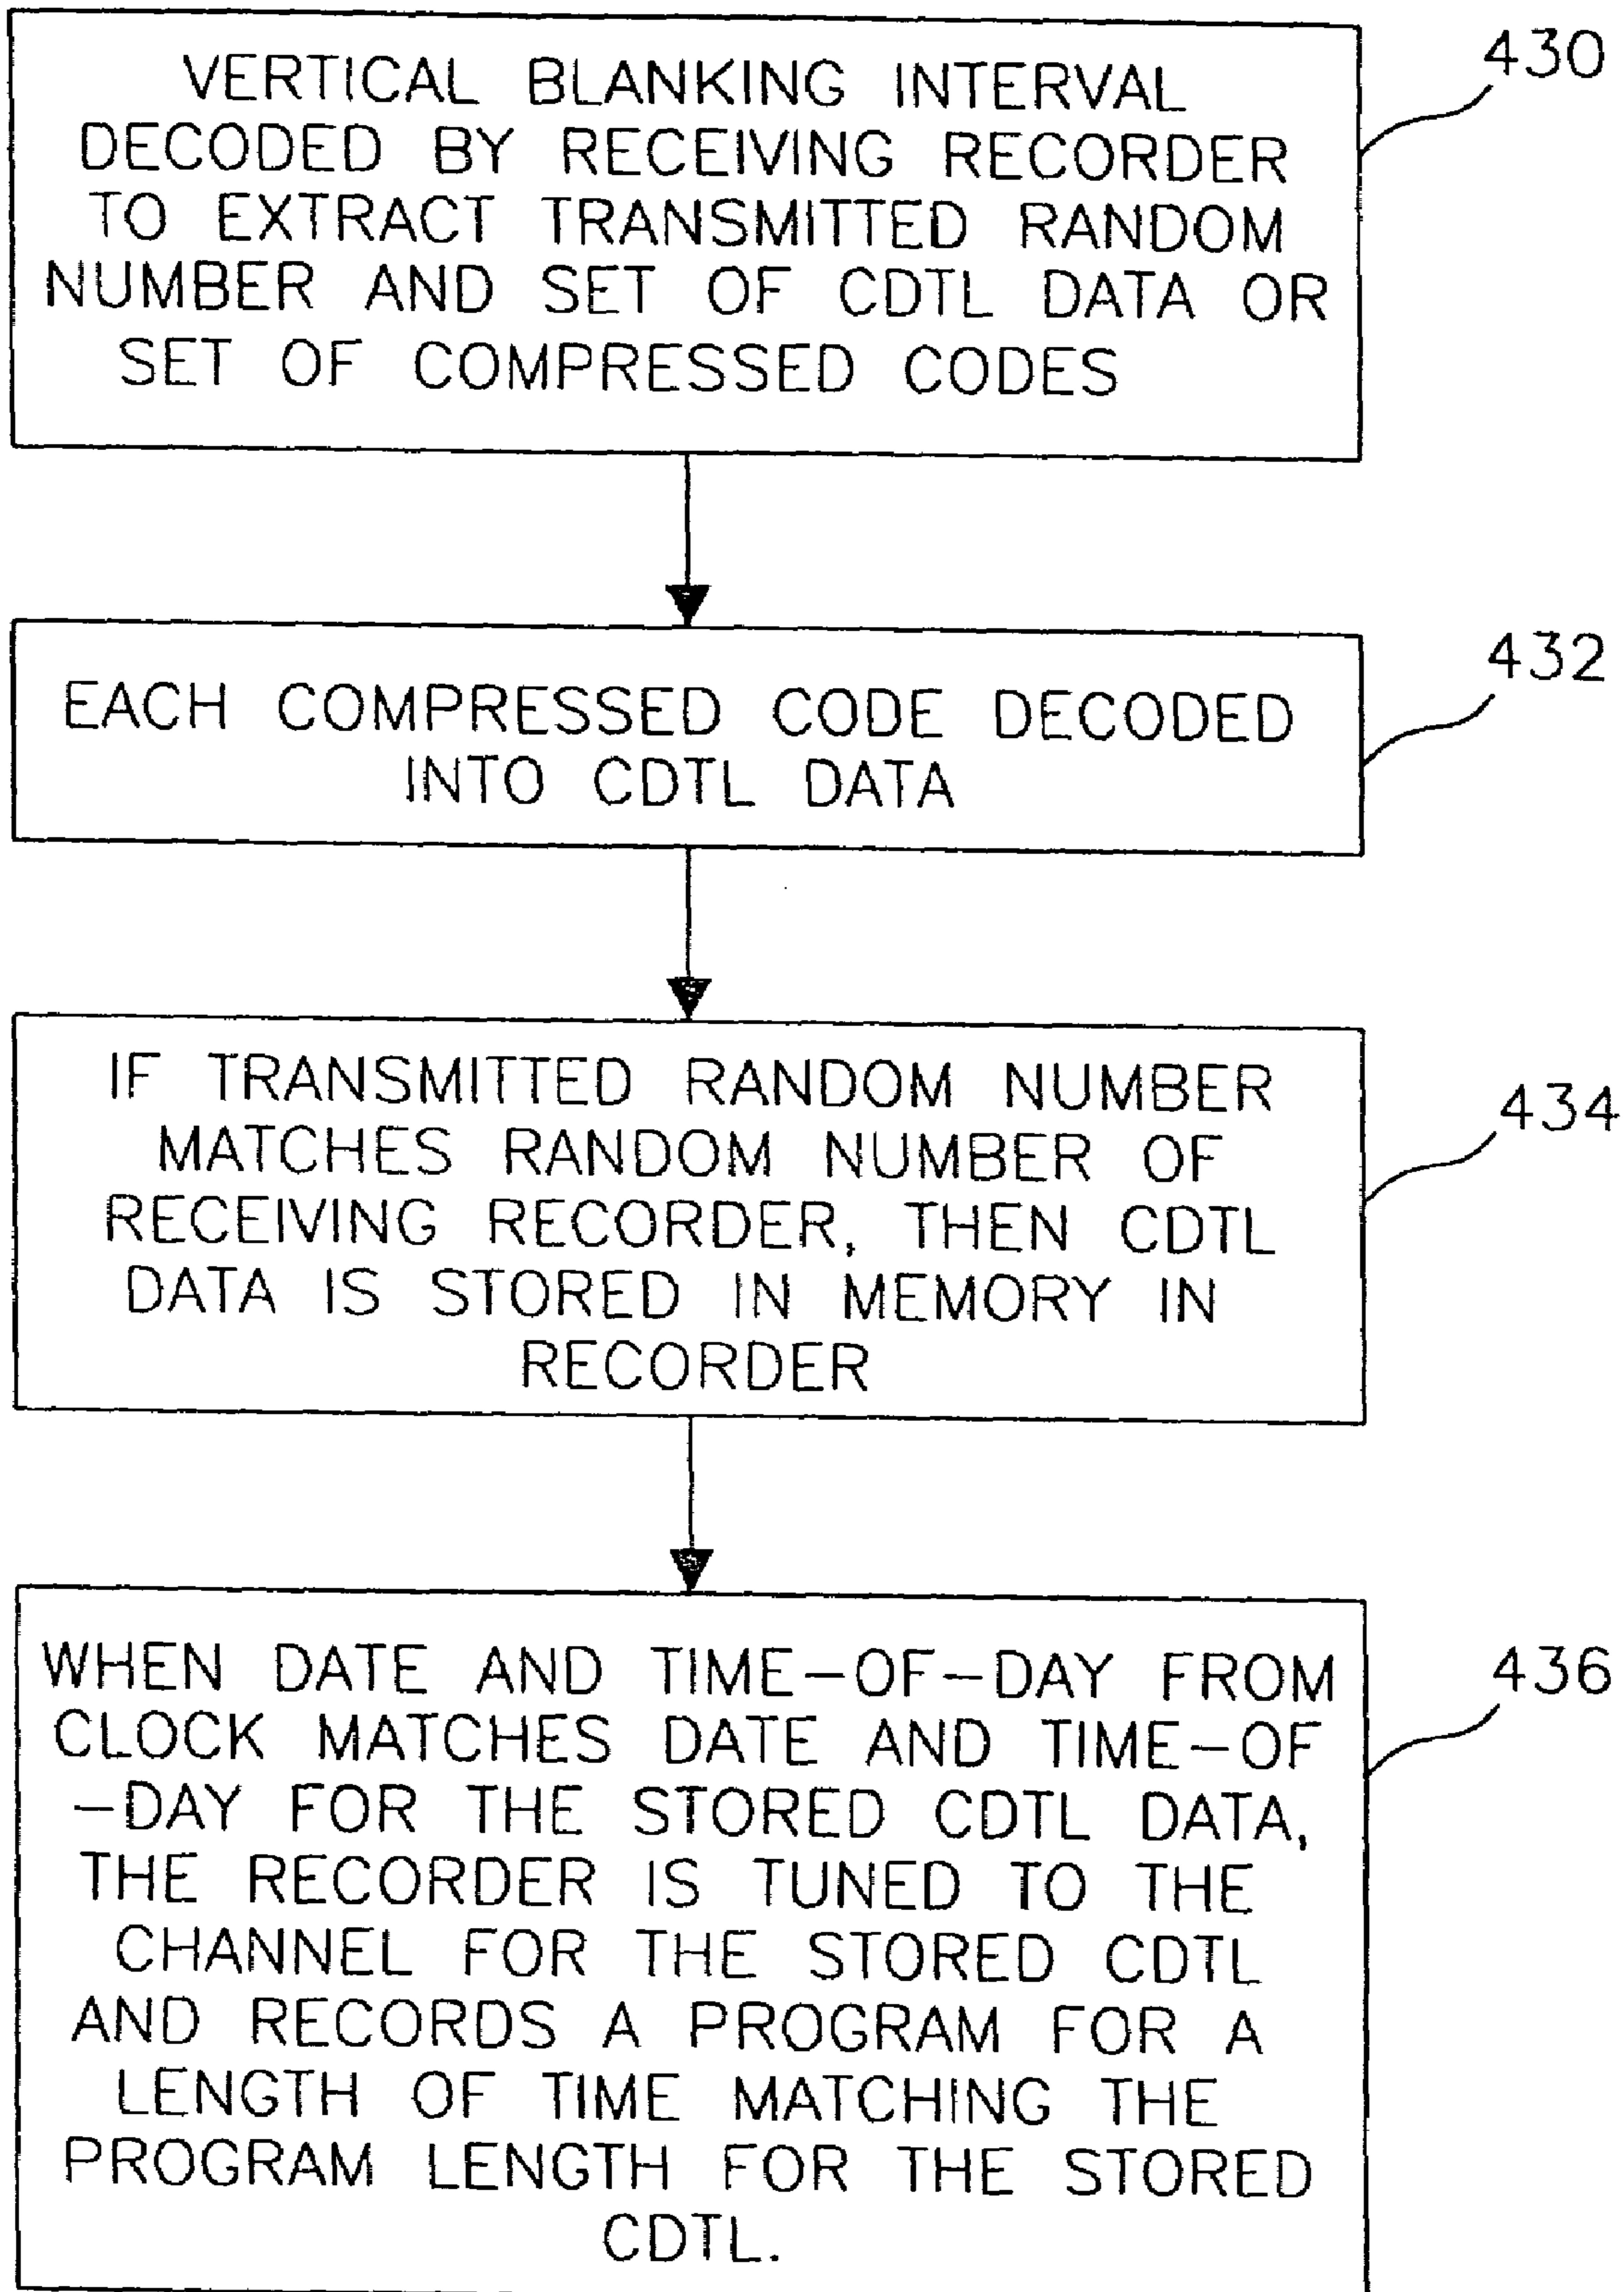 VERTICAL BLANKING INTERVAL
DECODED BY RECEIVING RECORDER
TO EXTRACT TRANSMITTED RANDOM
NUMBER AND SET OF CDTL DATA OR
SET OF COMPRESSED CODES
430
EACH COMPRESSED CODE DECODED
INTO CDTL DATA
432
IF TRANSMITTED RANDOM NUMBER
MATCHES RANDOM NUMBER OF
RECEIVING RECORDER, THEN CDTL
DATA IS STORED IN MEMORY IN
RECORDER
434
WHEN DATE AND TIME-OF-DAY FROM
CLOCK MATCHES DATE AND TIME-OF
-DAY FOR THE STORED CDTL DATA,
THE RECORDER IS TUNED TO THE
CHANNEL FOR THE STORED CDTL
AND RECORDS A PROGRAM FOR A
LENGTH OF TIME MATCHING THE
PROGRAM LENGTH FOR THE STORED
CDTL.
436